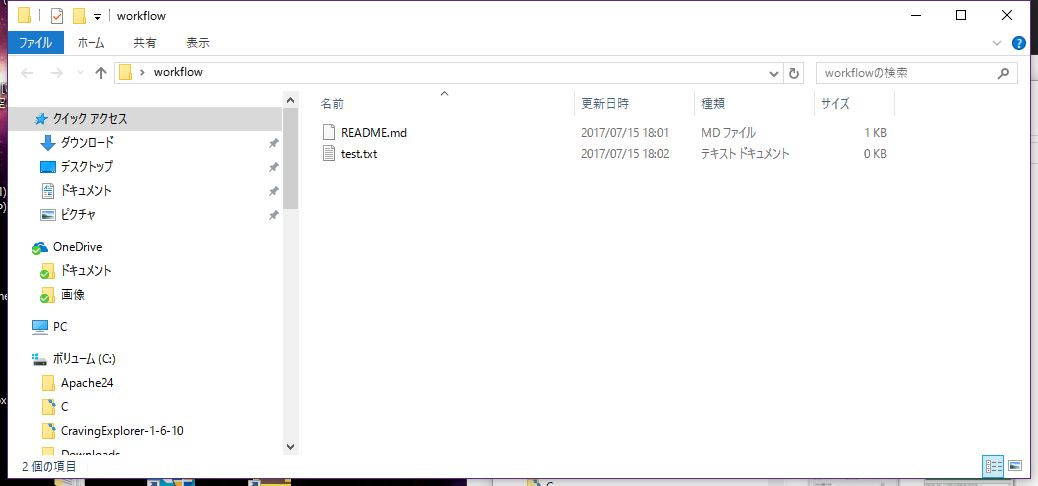 workflow
ファイル ホーム 共有 表示
workflow
workflowの検索
名前 更新日時 種類 サイズ
クイック アクセス
README.md 2017/07/15 18:01 MD ファイル 1 KB
ダウンロード
test.txt 2017/07/15 18:02 テキスト ドキュメント 0 KB
デスクトップ
ドキュメント
ピクチャ
OneDrive
ドキュメント
画像
PC
ボリューム (C:)
Apache24
C
CravingExplorer-1-6-10
Downloads
2 個の項目